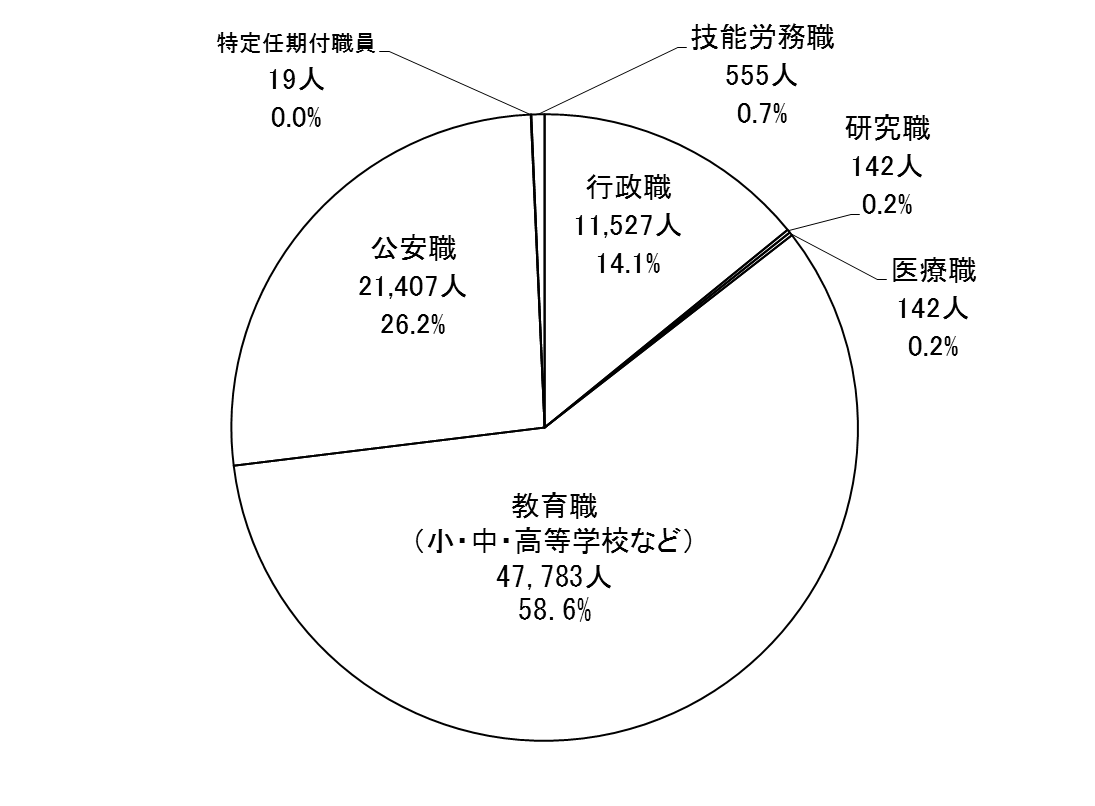 特定任期付職員
19人
0.0%
技能労務職
555人
0.7%
研究職
142人
0.2%
行政職
11,527人
14.1%
公安職
21,407人
26.2%
医療職
142人
0.2%
教育職
（小・中・高等学校など）
47,783人
58.6%